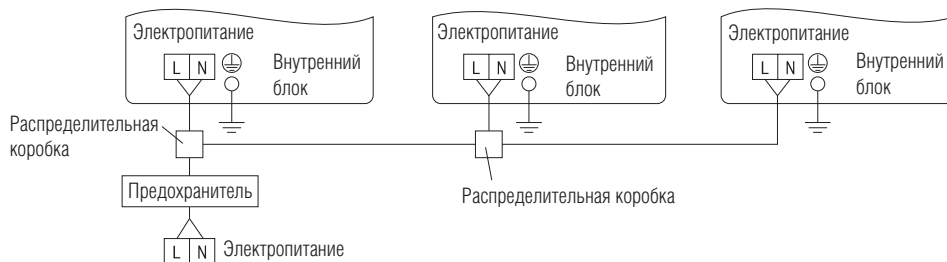 Электропитание
L N
Внутренний
блок
Электропитание
L N
Внутренний
блок
Электропитание
L N
Внутренний
блок
Распределительная
коробка
Распределительная коробка
Предохранитель
L N Электропитание